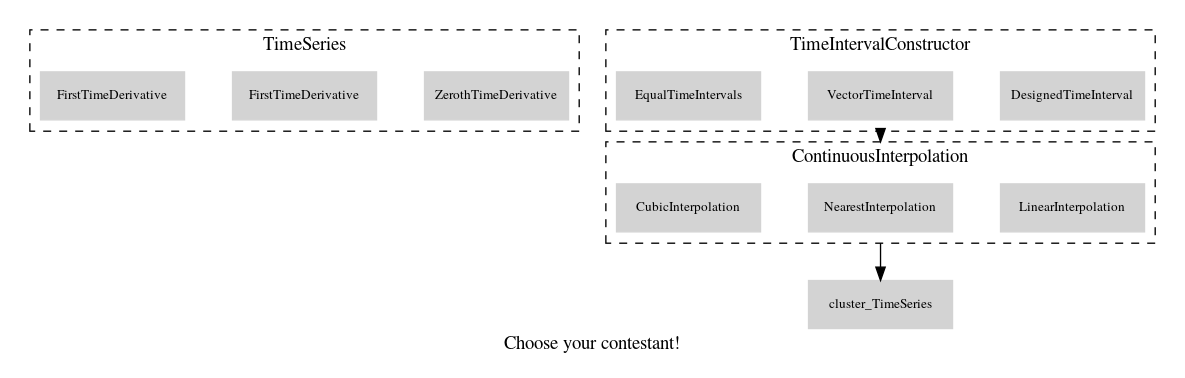 TimeSeries
FirstTimeDerivative
FirstTimeDerivative
ZerothTimeDerivative
TimeIntervalConstructor
EqualTimeIntervals
VectorTimeInterval
DesignedTimeInterval
ContinuousInterpolation
CubicInterpolation
NearestInterpolation
LinearInterpolation
cluster_TimeSeries
Choose your contestant!